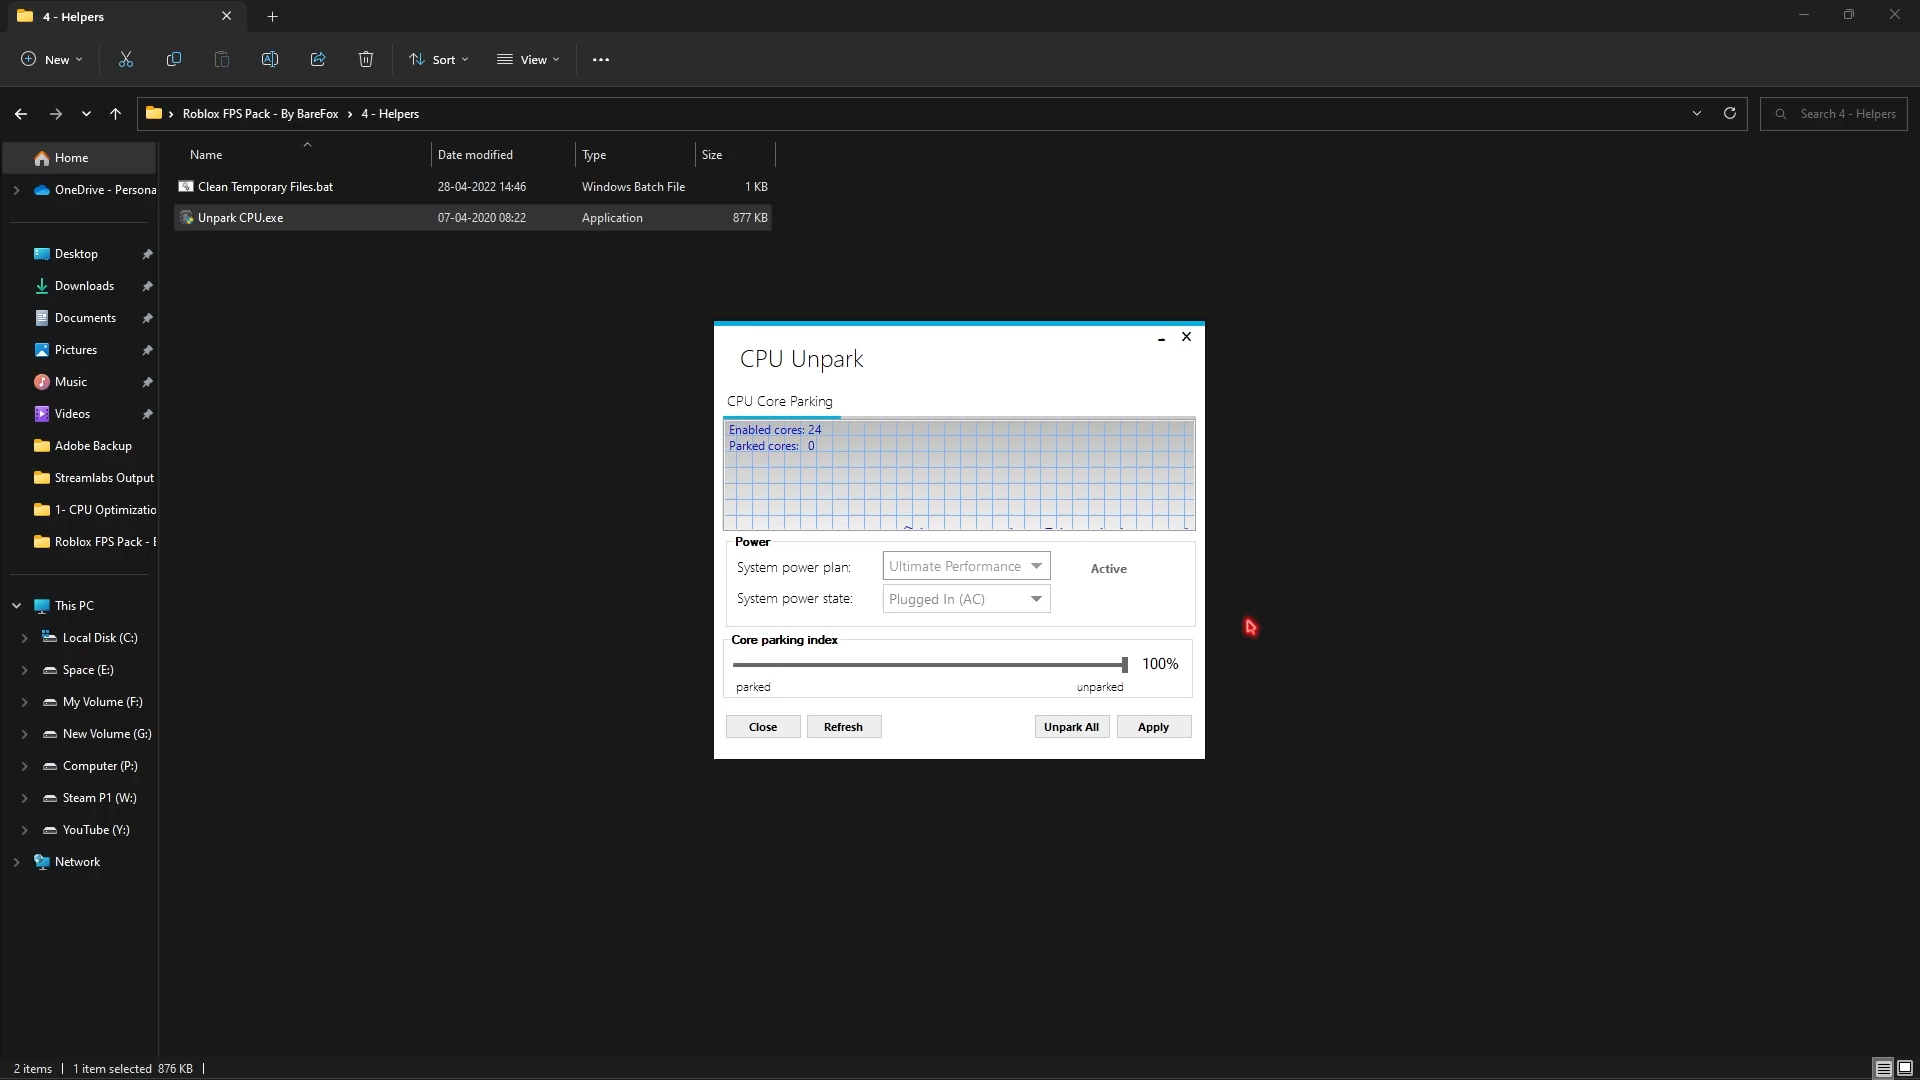 4 - Helpers
New
Sort
View
Roblox FPS Pack - By BareFox > 4 - Helpers
Search 4 - Helpers
Home
OneDrive - Persona
Desktop
Downloads
Documents
Pictures
Music
Videos
Adobe Backup
Streamlabs Output
1- CPU Optimizatio
Roblox FPS Pack - B
This PC
Local Disk (C:)
Space (E:)
My Volume (F:)
New Volume (G:)
Computer (P:)
Steam P1 (W:)
YouTube (Y:)
Network
Name Date modified Type Size
Clean Temporary Files.bat 28-04-2022 14:46 Windows Batch File 1 KB
Unpark CPU.exe 07-04-2020 08:22 Application 877 KB
CPU Unpark
CPU Core Parking
Enabled cores: 24
Parked cores: 0
Power
System power plan: Ultimate Performance Active
System power state: Plugged In (AC)
Core parking index
100%
parked unparked
Close Refresh Unpark All Apply
2 items 1 item selected 876 KB